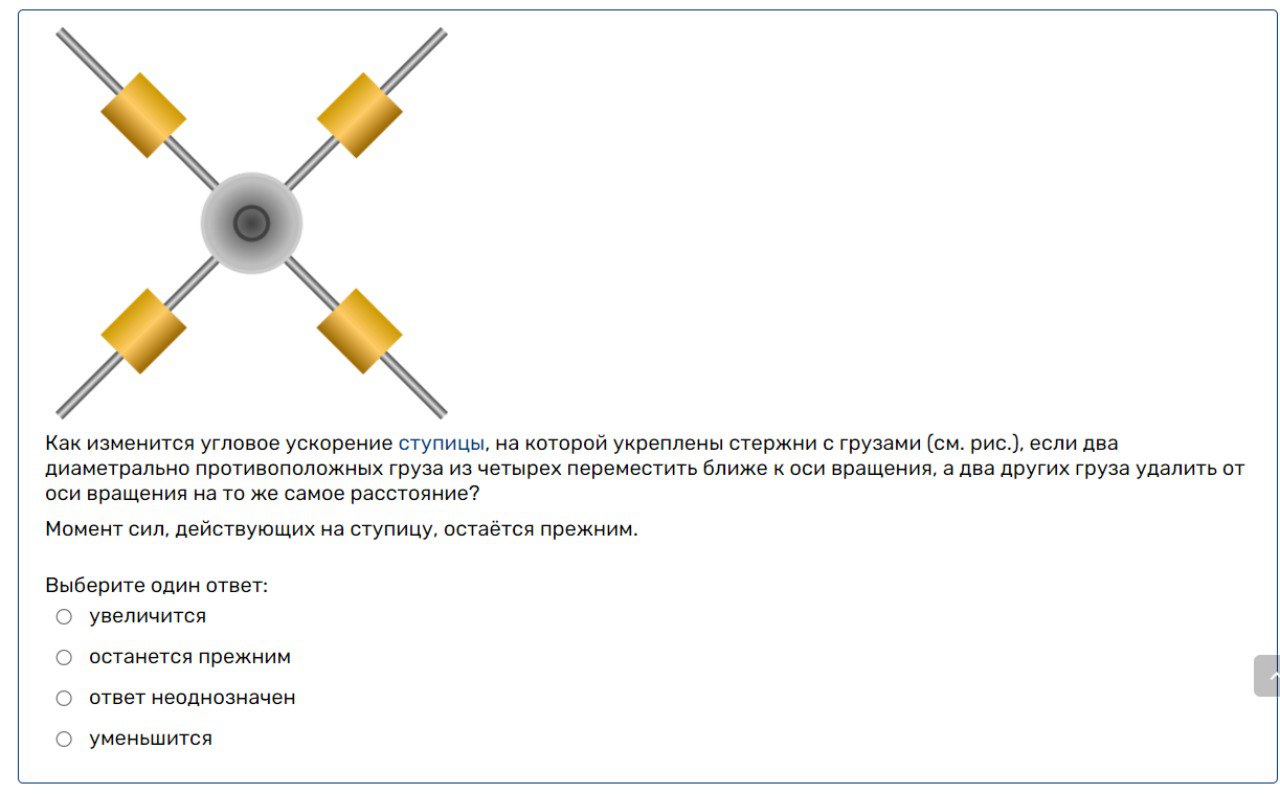 Как изменится угловое ускорение ступицы, на которой укреплены стержни с грузами (см. рис.), если два
диаметрально противоположных груза из четырех переместить ближе к оси вращения, а два других груза удалить от
оси вращения на то же самое расстояние?
Момент сил, действующих на ступицу, остаётся прежним.
Выберите один ответ:
увеличится
останется прежним
ответ неоднозначен
уменьшится